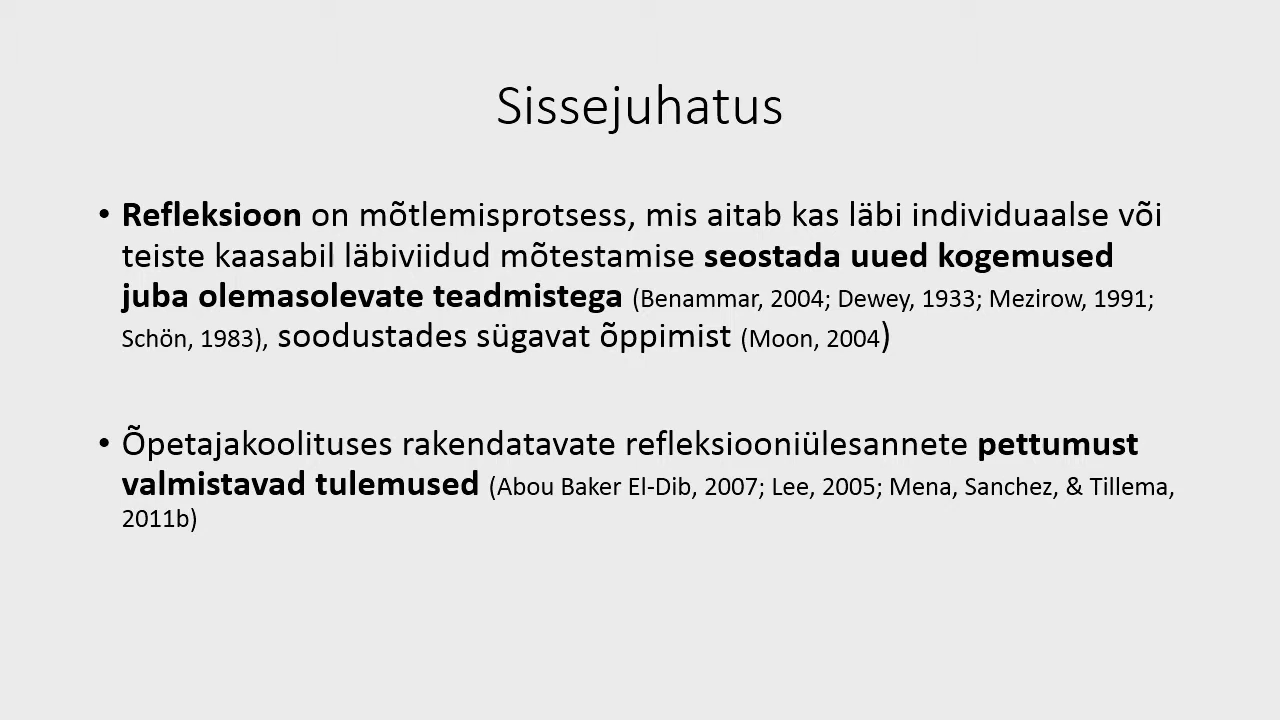 Sissejuhatus
• Refleksioon on mõtlemisprotsess, mis aitab kas läbi individuaalse või
teiste kaasabil läbiviidud mõtestamise seostada uued kogemused
juba olemasolevate teadmistega (Benammar, 2004; Dewey, 1933; Mezirow, 1991;
Schön, 1983), soodustades sügavat õppimist (Moon, 2004)
• Õpetajakoolituses rakendatavate refleksiooniülesannete pettumust
valmistavad tulemused (Abou Baker El-Dib, 2007; Lee, 2005; Mena, Sanchez, & Tillema,
2011b)